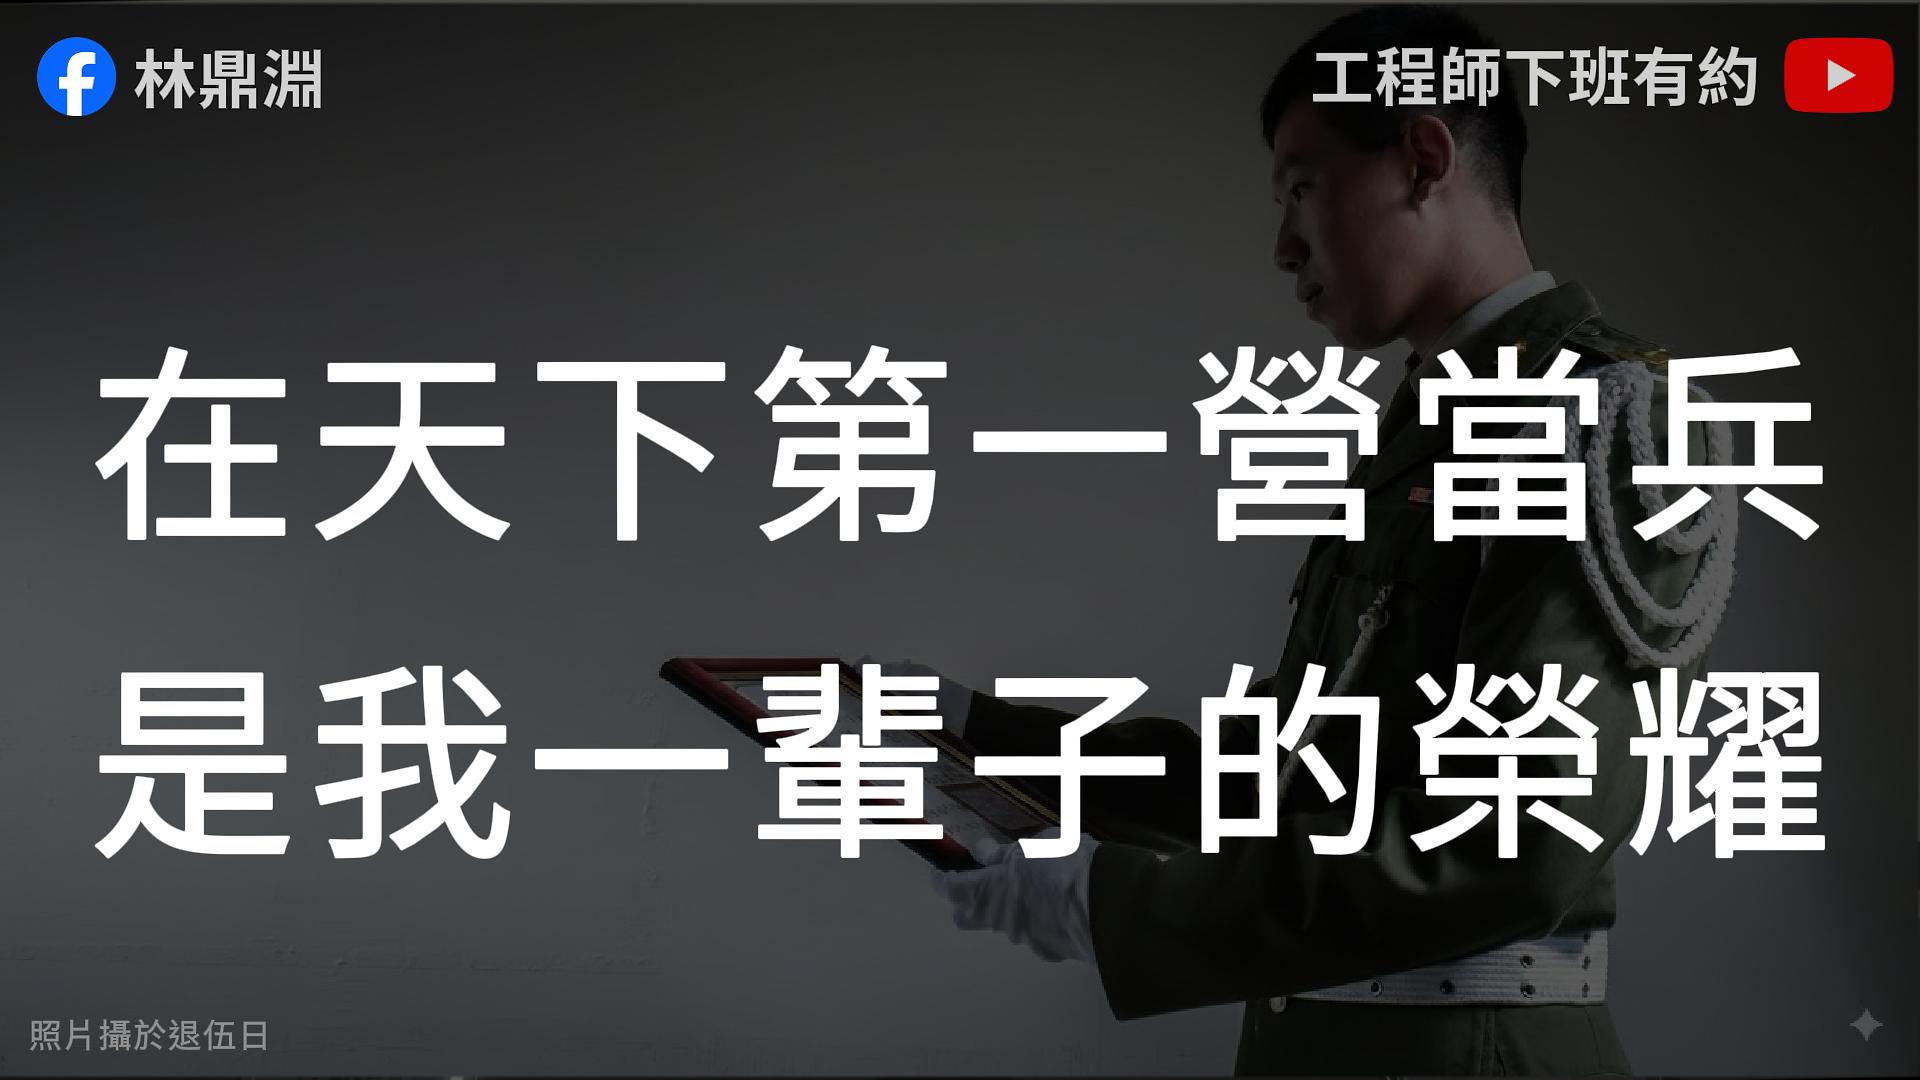 林鼎淵
工程師下班有約
在天下第一營當兵
是我一輩子的榮耀
照片攝於退伍日